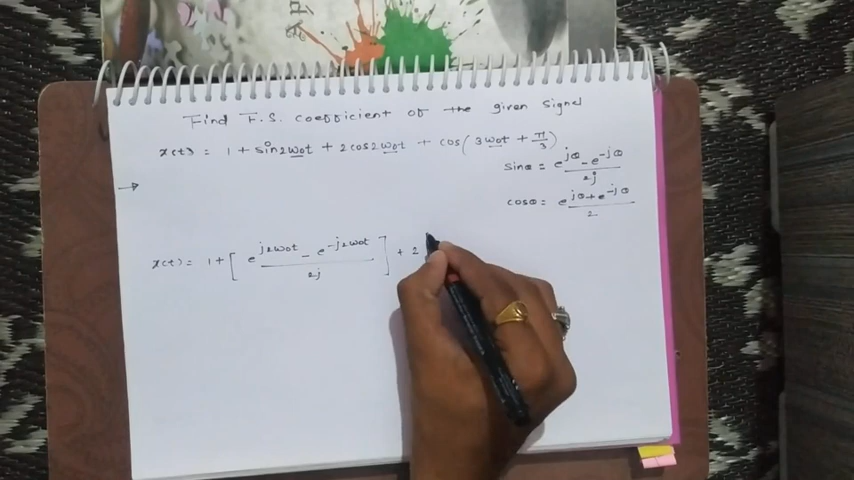 Find F.S. coefficient of the given signal
x(t) = 1 + sin2ω₀t + 2cos2ω₀t + cos(3ω₀t + π/3)
sinθ = (e^jθ - e^-jθ)/2j
→
cosθ = (e^jθ + e^-jθ)/2
x(t) = 1 + [(e^j2ω₀t - e^-j2ω₀t)/2j] + 2